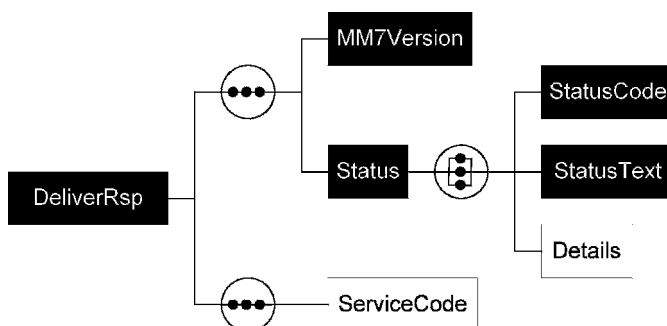 MM7Version
StatusCode
Status
StatusText
DeliverRsp
Details
ServiceCode